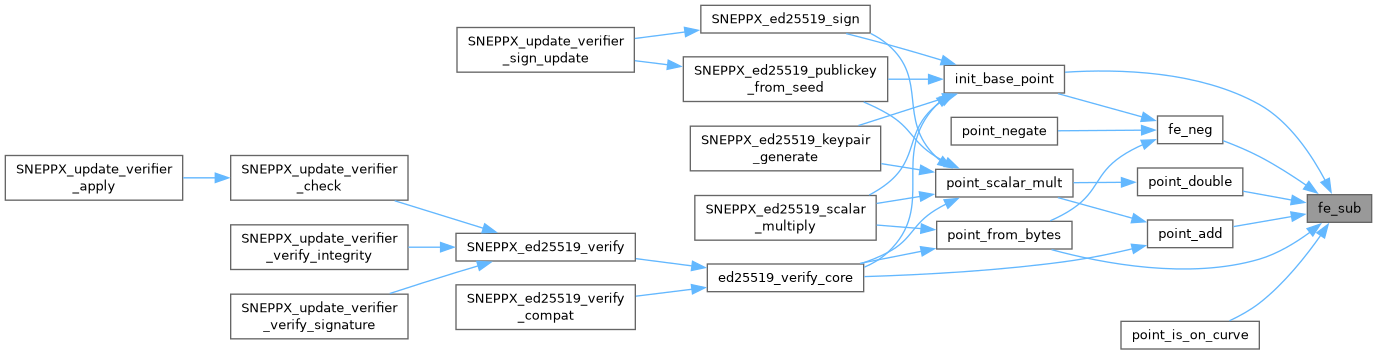 SNEPPX_ed25519_sign
SNEPPX_update_verifier
_sign_update
SNEPPX_ed25519_publickey
_from_seed
init_base_point
SNEPPX_ed25519_keypair
_generate
point_negate
fe_neg
SNEPPX_update_verifier
_apply
SNEPPX_update_verifier
_check
point_scalar_mult
point_double
fe_sub
SNEPPX_ed25519_scalar
_multiply
SNEPPX_update_verifier
_verify_integrity
SNEPPX_ed25519_verify
point_from_bytes
point_add
ed25519_verify_core
SNEPPX_update_verifier
_verify_signature
SNEPPX_ed25519_verify
_compat
point_is_on_curve